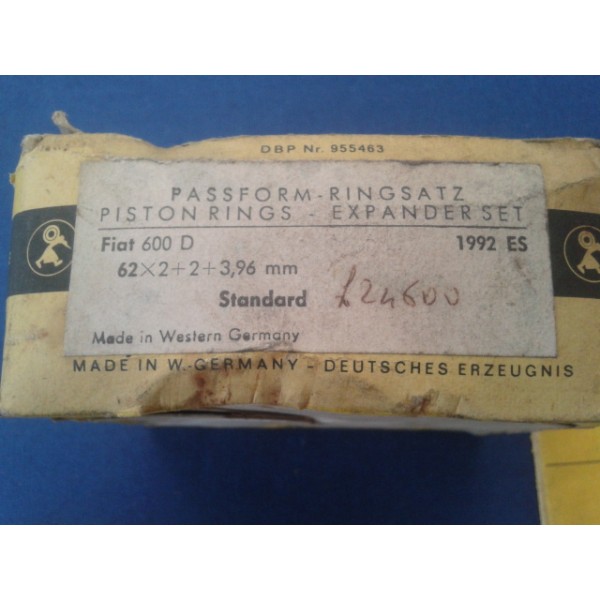 DBP Nr. 955463
PASSFORM-RINGSATZ
PISTON RINGS - EXPANDER SET
Fiat 600 D 1992 ES
62×2+2+3,96 mm
Standard £24600
Made in Western Germany
MADE IN W.-GERMANY - DEUTSCHES ERZEUGNIS